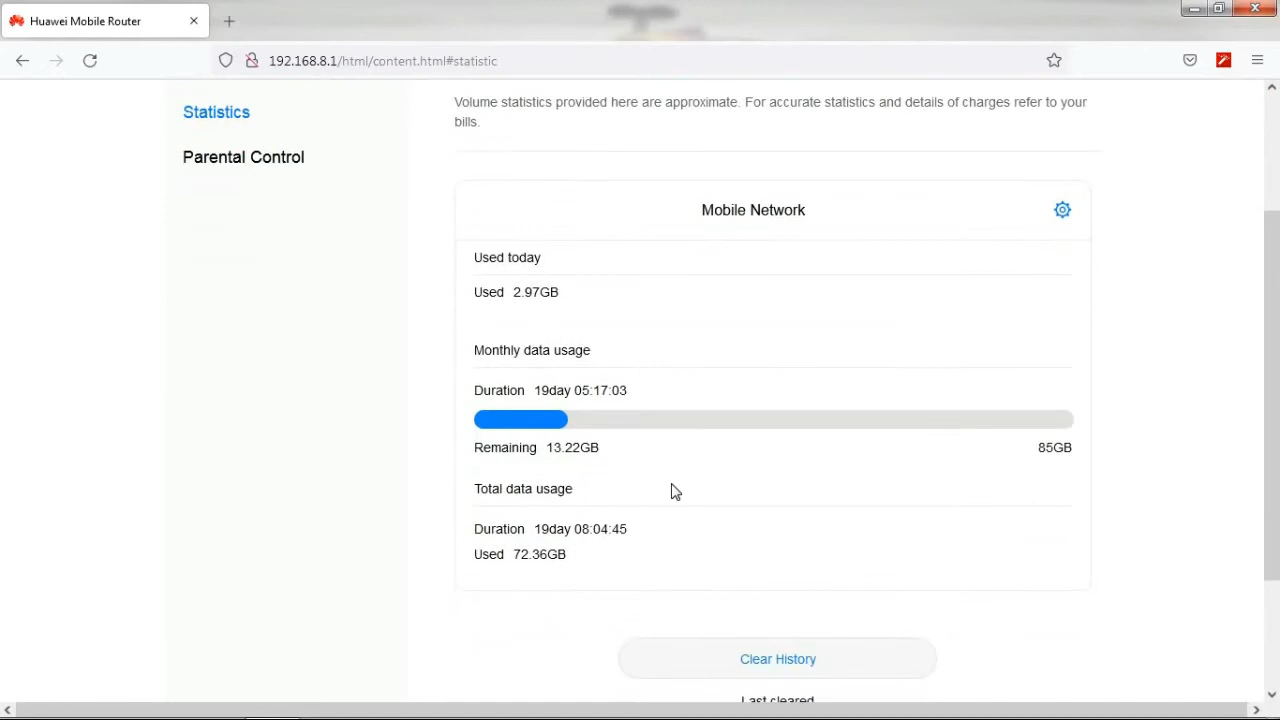 Huawei Mobile Router
192.168.8.1/html/content.html#statistic
Statistics
Parental Control
Volume statistics provided here are approximate. For accurate statistics and details of charges refer to your
bills.
Mobile Network
Used today
Used 2.97GB
Monthly data usage
Duration 19day 05:17:03
Remaining 13.22GB 85GB
Total data usage
Duration 19day 08:04:45
Used 72.36GB
Clear History
Last cleared